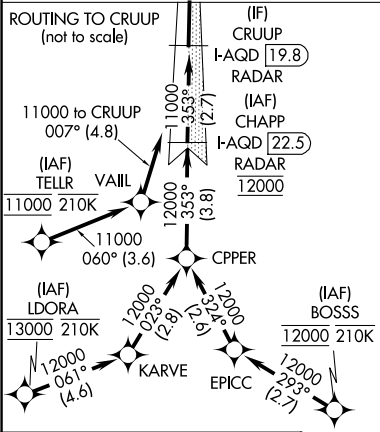 ROUTING TO CRUUP
(not to scale)
(IF)
CRUUP
I-AQD 19.8
RADAR
11000
353°
(2.7)
(IAF)
CHAPP
I-AQD 22.5
RADAR
12000
11000 to CRUUP
007° (4.8)
(IAF)
TELLR
11000 210K
VAIIL
11000
060° (3.6)
12000
353°
(3.8)
CPPER
(IAF)
LDORA
13000 210K
12000
023°
(2.8)
12000
324°
(2.6)
(IAF)
BOSSS
12000 210K
12000
061°
(4.6)
KARVE
EPICC
12000
293°
(2.7)